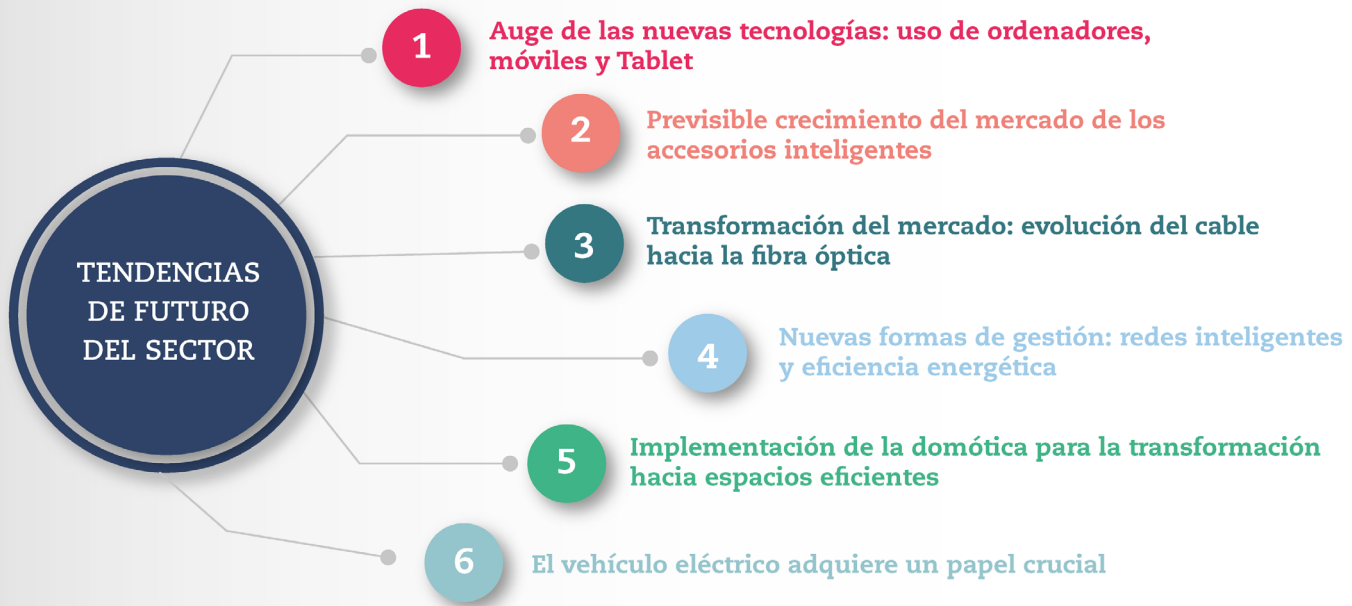 TENDENCIAS
DE FUTURO
DEL SECTOR
1
Auge de las nuevas tecnologías: uso de ordenadores,
móviles y Tablet
2
Previsible crecimiento del mercado de los
accesorios inteligentes
3
Transformación del mercado: evolución del cable
hacia la fibra óptica
4
Nuevas formas de gestión: redes inteligentes
y eficiencia energética
5
Implementación de la domótica para la transformación
hacia espacios eficientes
6
El vehículo eléctrico adquiere un papel crucial